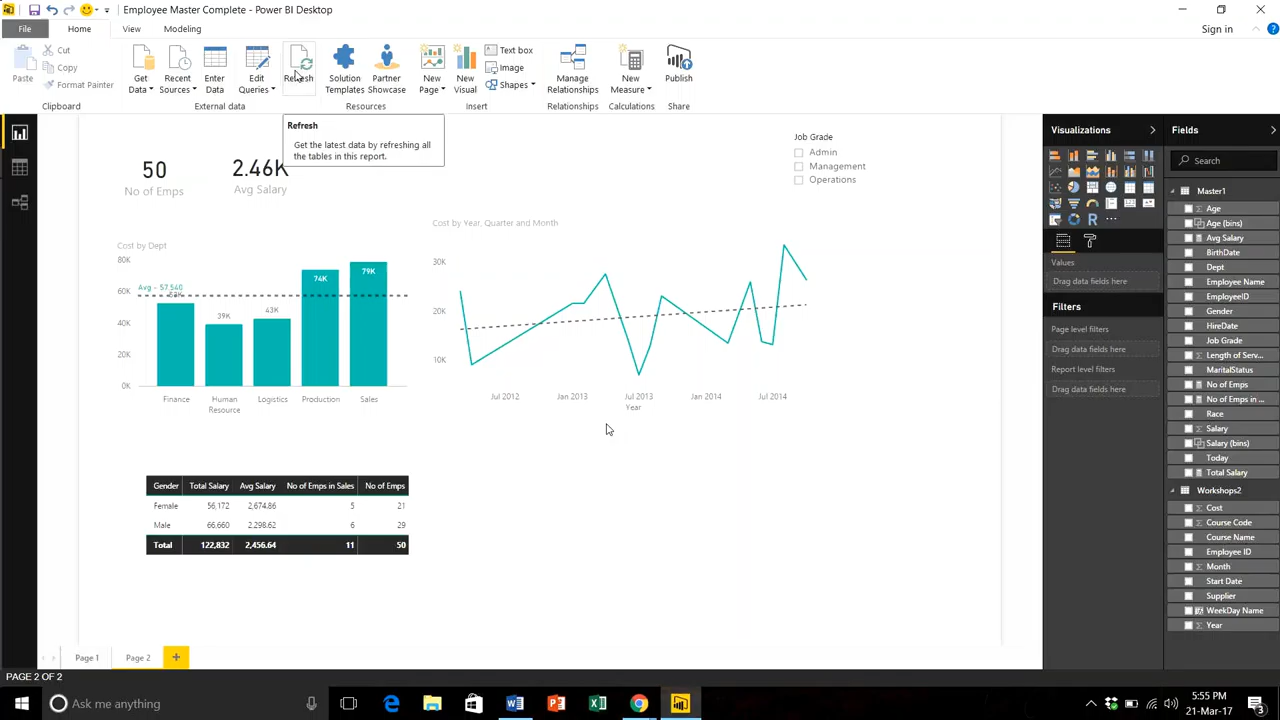 Employee Master Complete - Power BI Desktop
File
Home
View
Modeling
Sign in
Paste
Cut
Copy
Format Painter
Clipboard
Get Data
Recent Sources
Enter Data
Edit Queries
Refresh
External data
Solution Templates
Partner Showcase
Resources
New Page
New Visual
Text box
Image
Shapes
Insert
Manage Relationships
Relationships
New Measure
Calculations
Publish
Share
Refresh
Get the latest data by refreshing all
the tables in this report.
50
No of Emps
2.46K
Avg Salary
Job Grade
Admin
Management
Operations
Cost by Dept
80K
60K
40K
20K
0K
Avg - 57,540
39K
43K
74K
79K
Finance
Human Resource
Logistics
Production
Sales
Cost by Year, Quarter and Month
30K
20K
10K
Jul 2012
Jan 2013
Jul 2013
Jan 2014
Jul 2014
Year
Gender Total Salary Avg Salary No of Emps in Sales No of Emps
Female 56,172 2,674.86 5 21
Male 66,660 2,298.62 6 29
Total 122,832 2,456.64 11 50
Visualizations
R
Values
Drag data fields here
Filters
Page level filters
Drag data fields here
Report level filters
Drag data fields here
Fields
Search
Master1
Age
Age (bins)
Avg Salary
BirthDate
Dept
Employee Name
EmployeeID
Gender
HireDate
Job Grade
Length of Serv...
MaritalStatus
No of Emps
No of Emps in ...
Race
Salary
Salary (bins)
Today
Total Salary
Workshops2
Cost
Course Code
Course Name
Employee ID
Month
Start Date
Supplier
WeekDay Name
Year
Page 1
Page 2
PAGE 2 OF 2
Ask me anything
5:55 PM
21-Mar-17